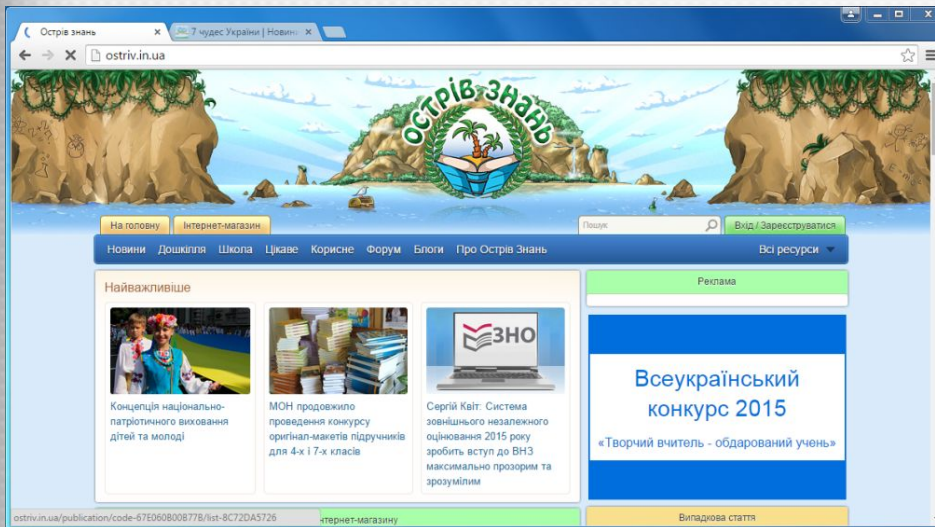 Острів знань
7 чудес України | Новин
ostriv.in.ua
ОСТРІВ ЗНАНЬ
На головну
Інтернет-магазин
Пошук
Вхід / Зареєструватися
Новини Дошкілля Школа Цікаве Корисне Форум Блоги Про Острів Знань
Всі ресурси
Найважливіше
Концепція національно-
патріотичного виховання
дітей та молоді
МОН продовжило
проведення конкурсу
оригінал-макетів підручників
для 4-х і 7-х класів
ЗНО
Сергій Квіт: Система
зовнішнього незалежного
оцінювання 2015 року
зробить вступ до ВНЗ
максимально прозорим та
зрозумілим
Реклама
Всеукраїнський
конкурс 2015
«Творчий вчитель - обдарований учень»
ostriv.in.ua/publication/code-67E060B00B77B/list-8C72DA5726
нтернет-магазину
Випадкова стаття